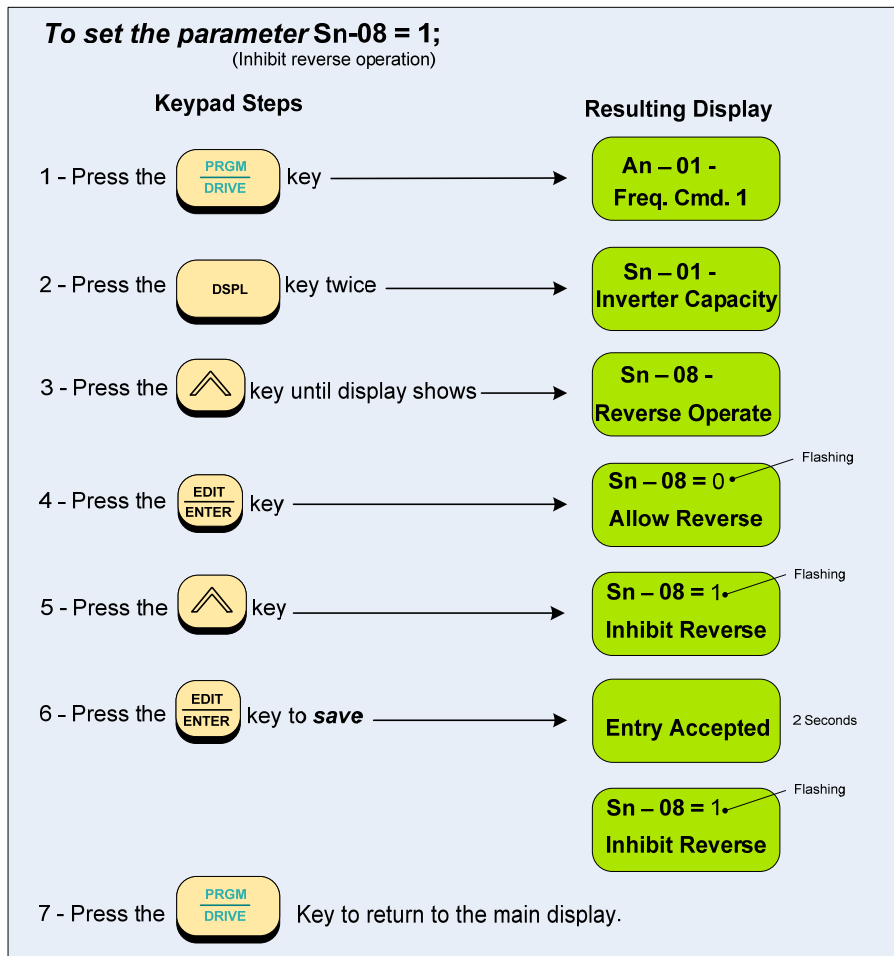 To set the parameter Sn-08 = 1;
(Inhibit reverse operation)
Keypad Steps
Resulting Display
1 - Press the PRGM DRIVE key
An – 01 -
Freq. Cmd. 1
2 - Press the DSPL key twice
Sn – 01 -
Inverter Capacity
3 - Press the key until display shows
Sn – 08 -
Reverse Operate
4 - Press the EDIT ENTER key
Sn – 08 = 0
Flashing
Allow Reverse
5 - Press the key
Sn – 08 = 1
Flashing
Inhibit Reverse
6 - Press the EDIT ENTER key to save
Entry Accepted
2 Seconds
Sn – 08 = 1
Flashing
Inhibit Reverse
7 - Press the PRGM DRIVE Key to return to the main display.